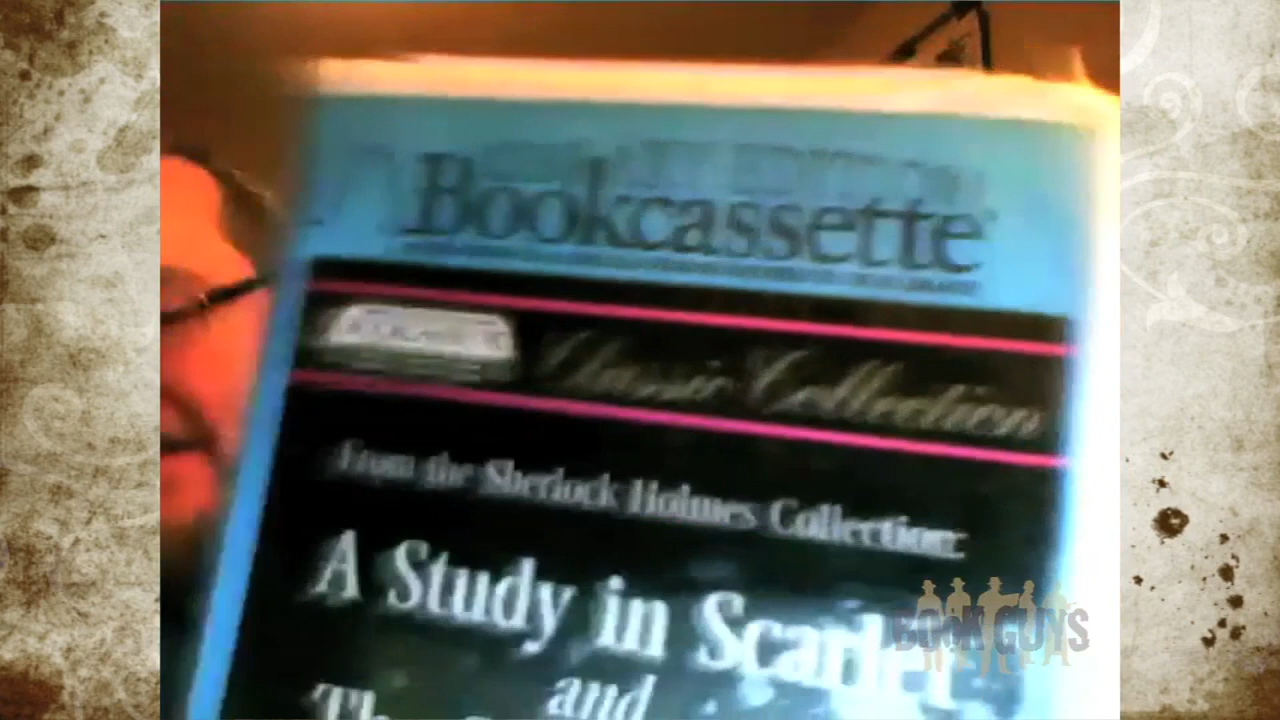 Bookcassette
Classic Collection
From the Sherlock Holmes Collection:
A Study in Scarlet
and
BOOK GUYS